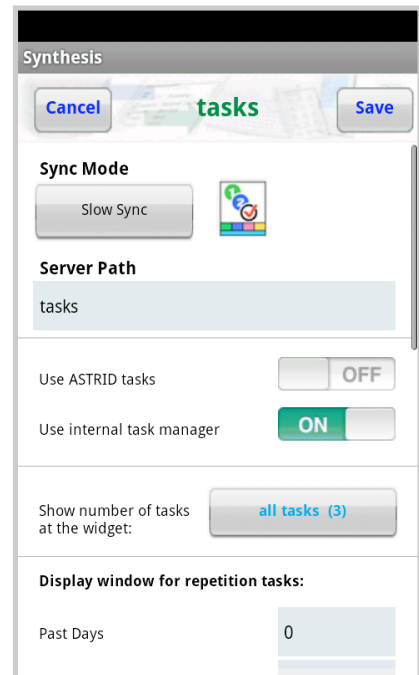 Synthesis
Cancel tasks Save
Sync Mode
Slow Sync
1
2
Server Path
tasks
Use ASTRID tasks OFF
Use internal task manager ON
Show number of tasks all tasks (3)
at the widget:
Display window for repetition tasks:
Past Days 0